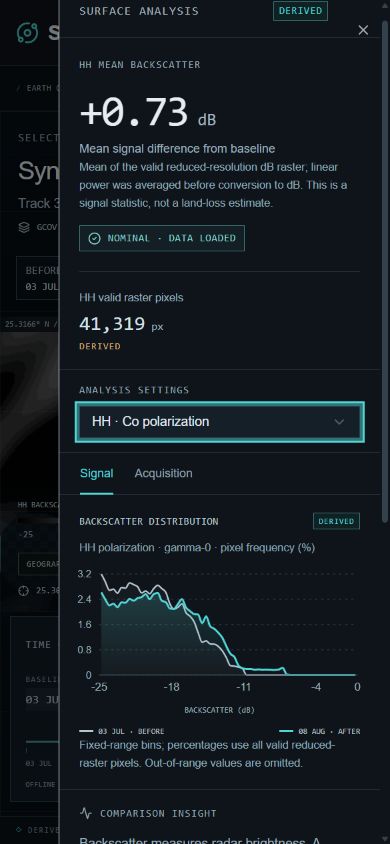 SURFACE ANALYSIS
DERIVED
HH MEAN BACKSCATTER
+0.73 dB
Mean signal difference from baseline
Mean of the valid reduced-resolution dB raster; linear
power was averaged before conversion to dB. This is a
signal statistic, not a land-loss estimate.
NOMINAL · DATA LOADED
HH valid raster pixels
41,319 px
DERIVED
ANALYSIS SETTINGS
HH · Co polarization
Signal
Acquisition
BACKSCATTER DISTRIBUTION
DERIVED
HH polarization · gamma-0 · pixel frequency (%)
3.2
2.4
1.6
0.8
0
-25
-18
-11
-4
0
BACKSCATTER (dB)
03 JUL · BEFORE
08 AUG · AFTER
Fixed-range bins; percentages use all valid reduced-
raster pixels. Out-of-range values are omitted.
COMPARISON INSIGHT
Backscatter measures radar brightness. A
S
/ EARTH
SELECT
Syn
Track 3
GCOV
BEFORE
03 JUL
25.3166° N /
HH BACKSC
-25
GEOGRAP
25.30
TIME
BASELI
03 JU
03 JUL
OFFLINE
DERIVE